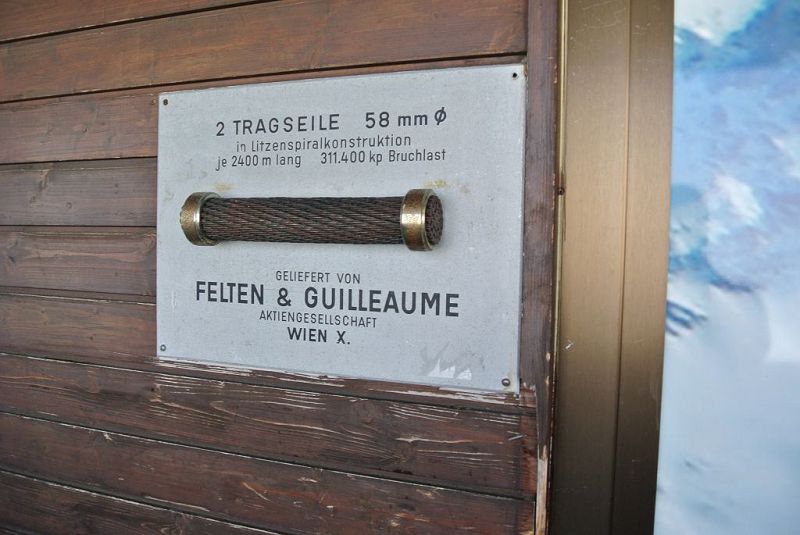 2 TRAGSEILE 58 mm Ø
in Litzenspiralkonstruktion
je 2400 m lang 311.400 kp Bruchlast
GELIEFERT VON
FELTEN & GUILLEAUME
AKTIENGESELLSCHAFT
WIEN X.